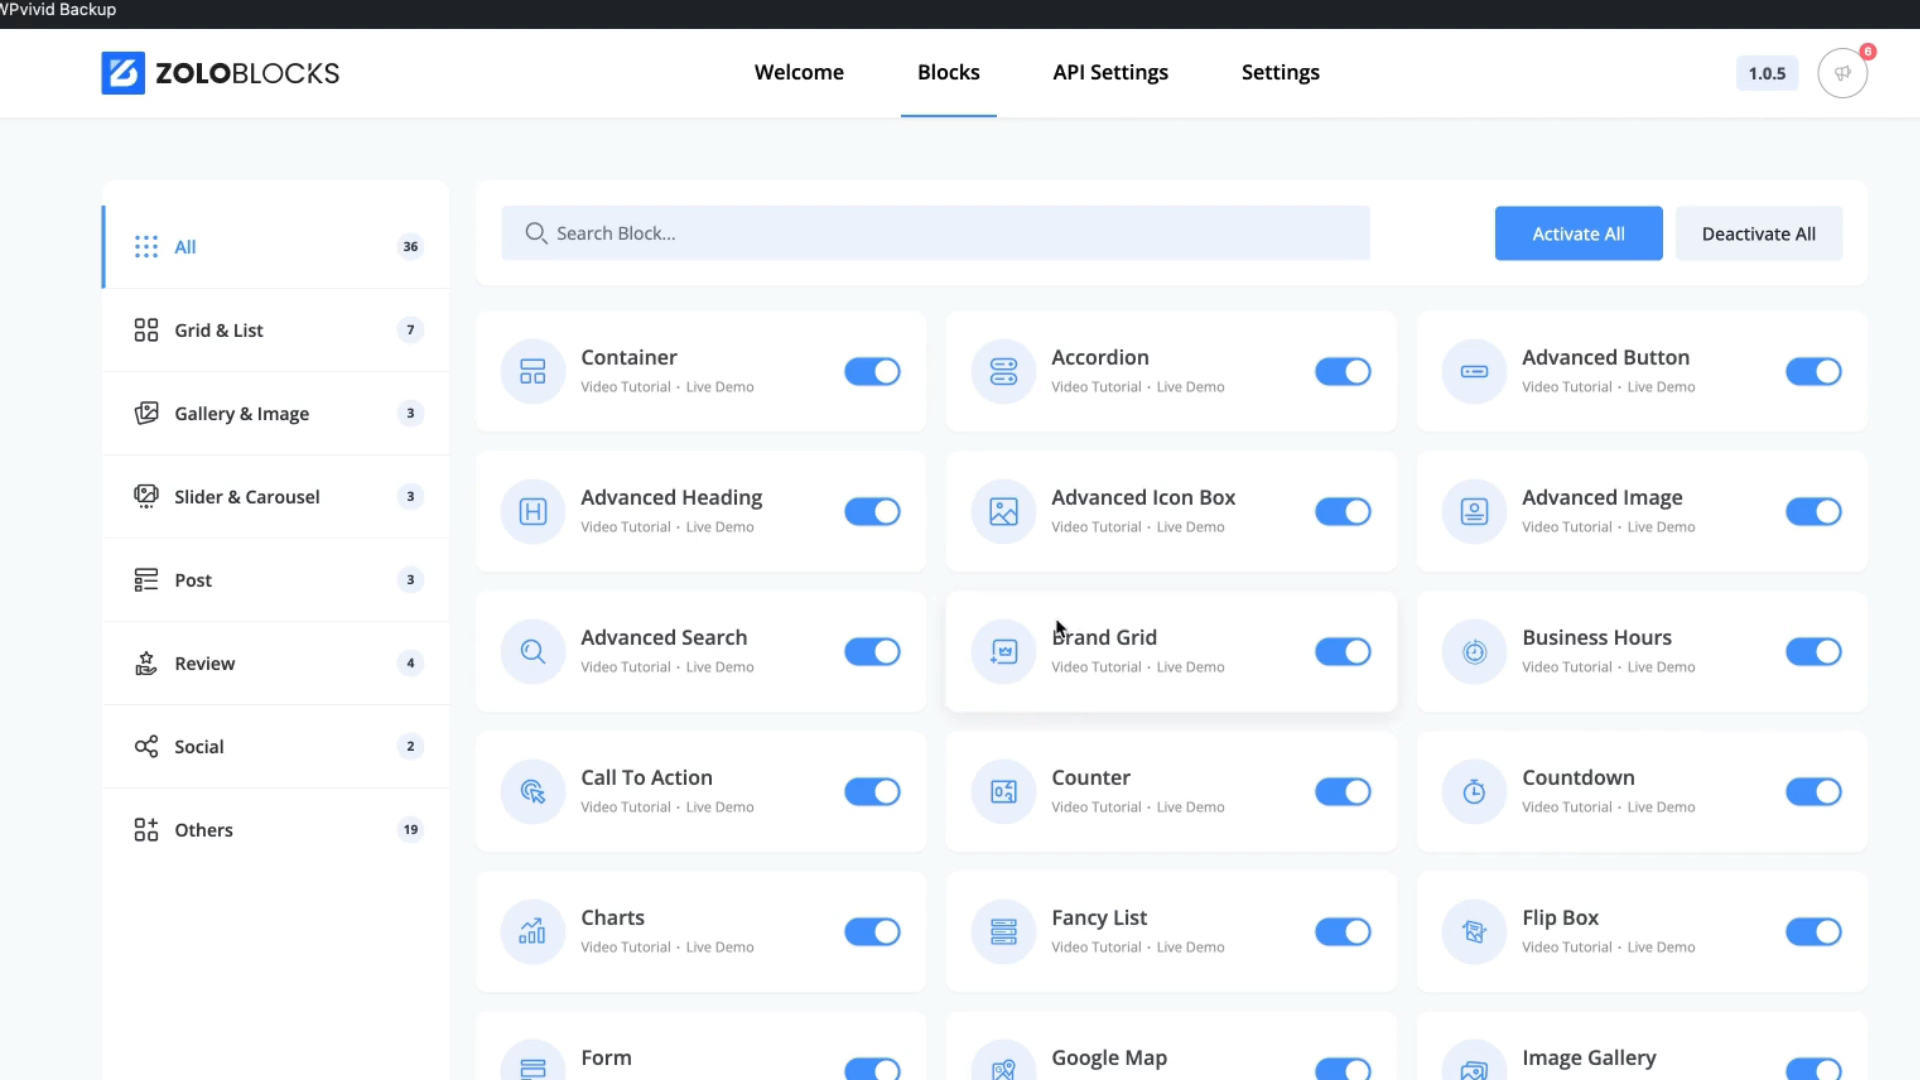 WPvivid Backup
ZOLOBLOCKS
Welcome
Blocks
API Settings
Settings
1.0.5
6
All
36
Grid & List
7
Gallery & Image
3
Slider & Carousel
3
Post
3
Review
4
Social
2
Others
19
Search Block...
Activate All
Deactivate All
Container
Video Tutorial • Live Demo
Accordion
Video Tutorial • Live Demo
Advanced Button
Video Tutorial • Live Demo
Advanced Heading
Video Tutorial • Live Demo
Advanced Icon Box
Video Tutorial • Live Demo
Advanced Image
Video Tutorial • Live Demo
Advanced Search
Video Tutorial • Live Demo
Brand Grid
Video Tutorial • Live Demo
Business Hours
Video Tutorial • Live Demo
Call To Action
Video Tutorial • Live Demo
Counter
Video Tutorial • Live Demo
Countdown
Video Tutorial • Live Demo
Charts
Video Tutorial • Live Demo
Fancy List
Video Tutorial • Live Demo
Flip Box
Video Tutorial • Live Demo
Form
Google Map
Image Gallery